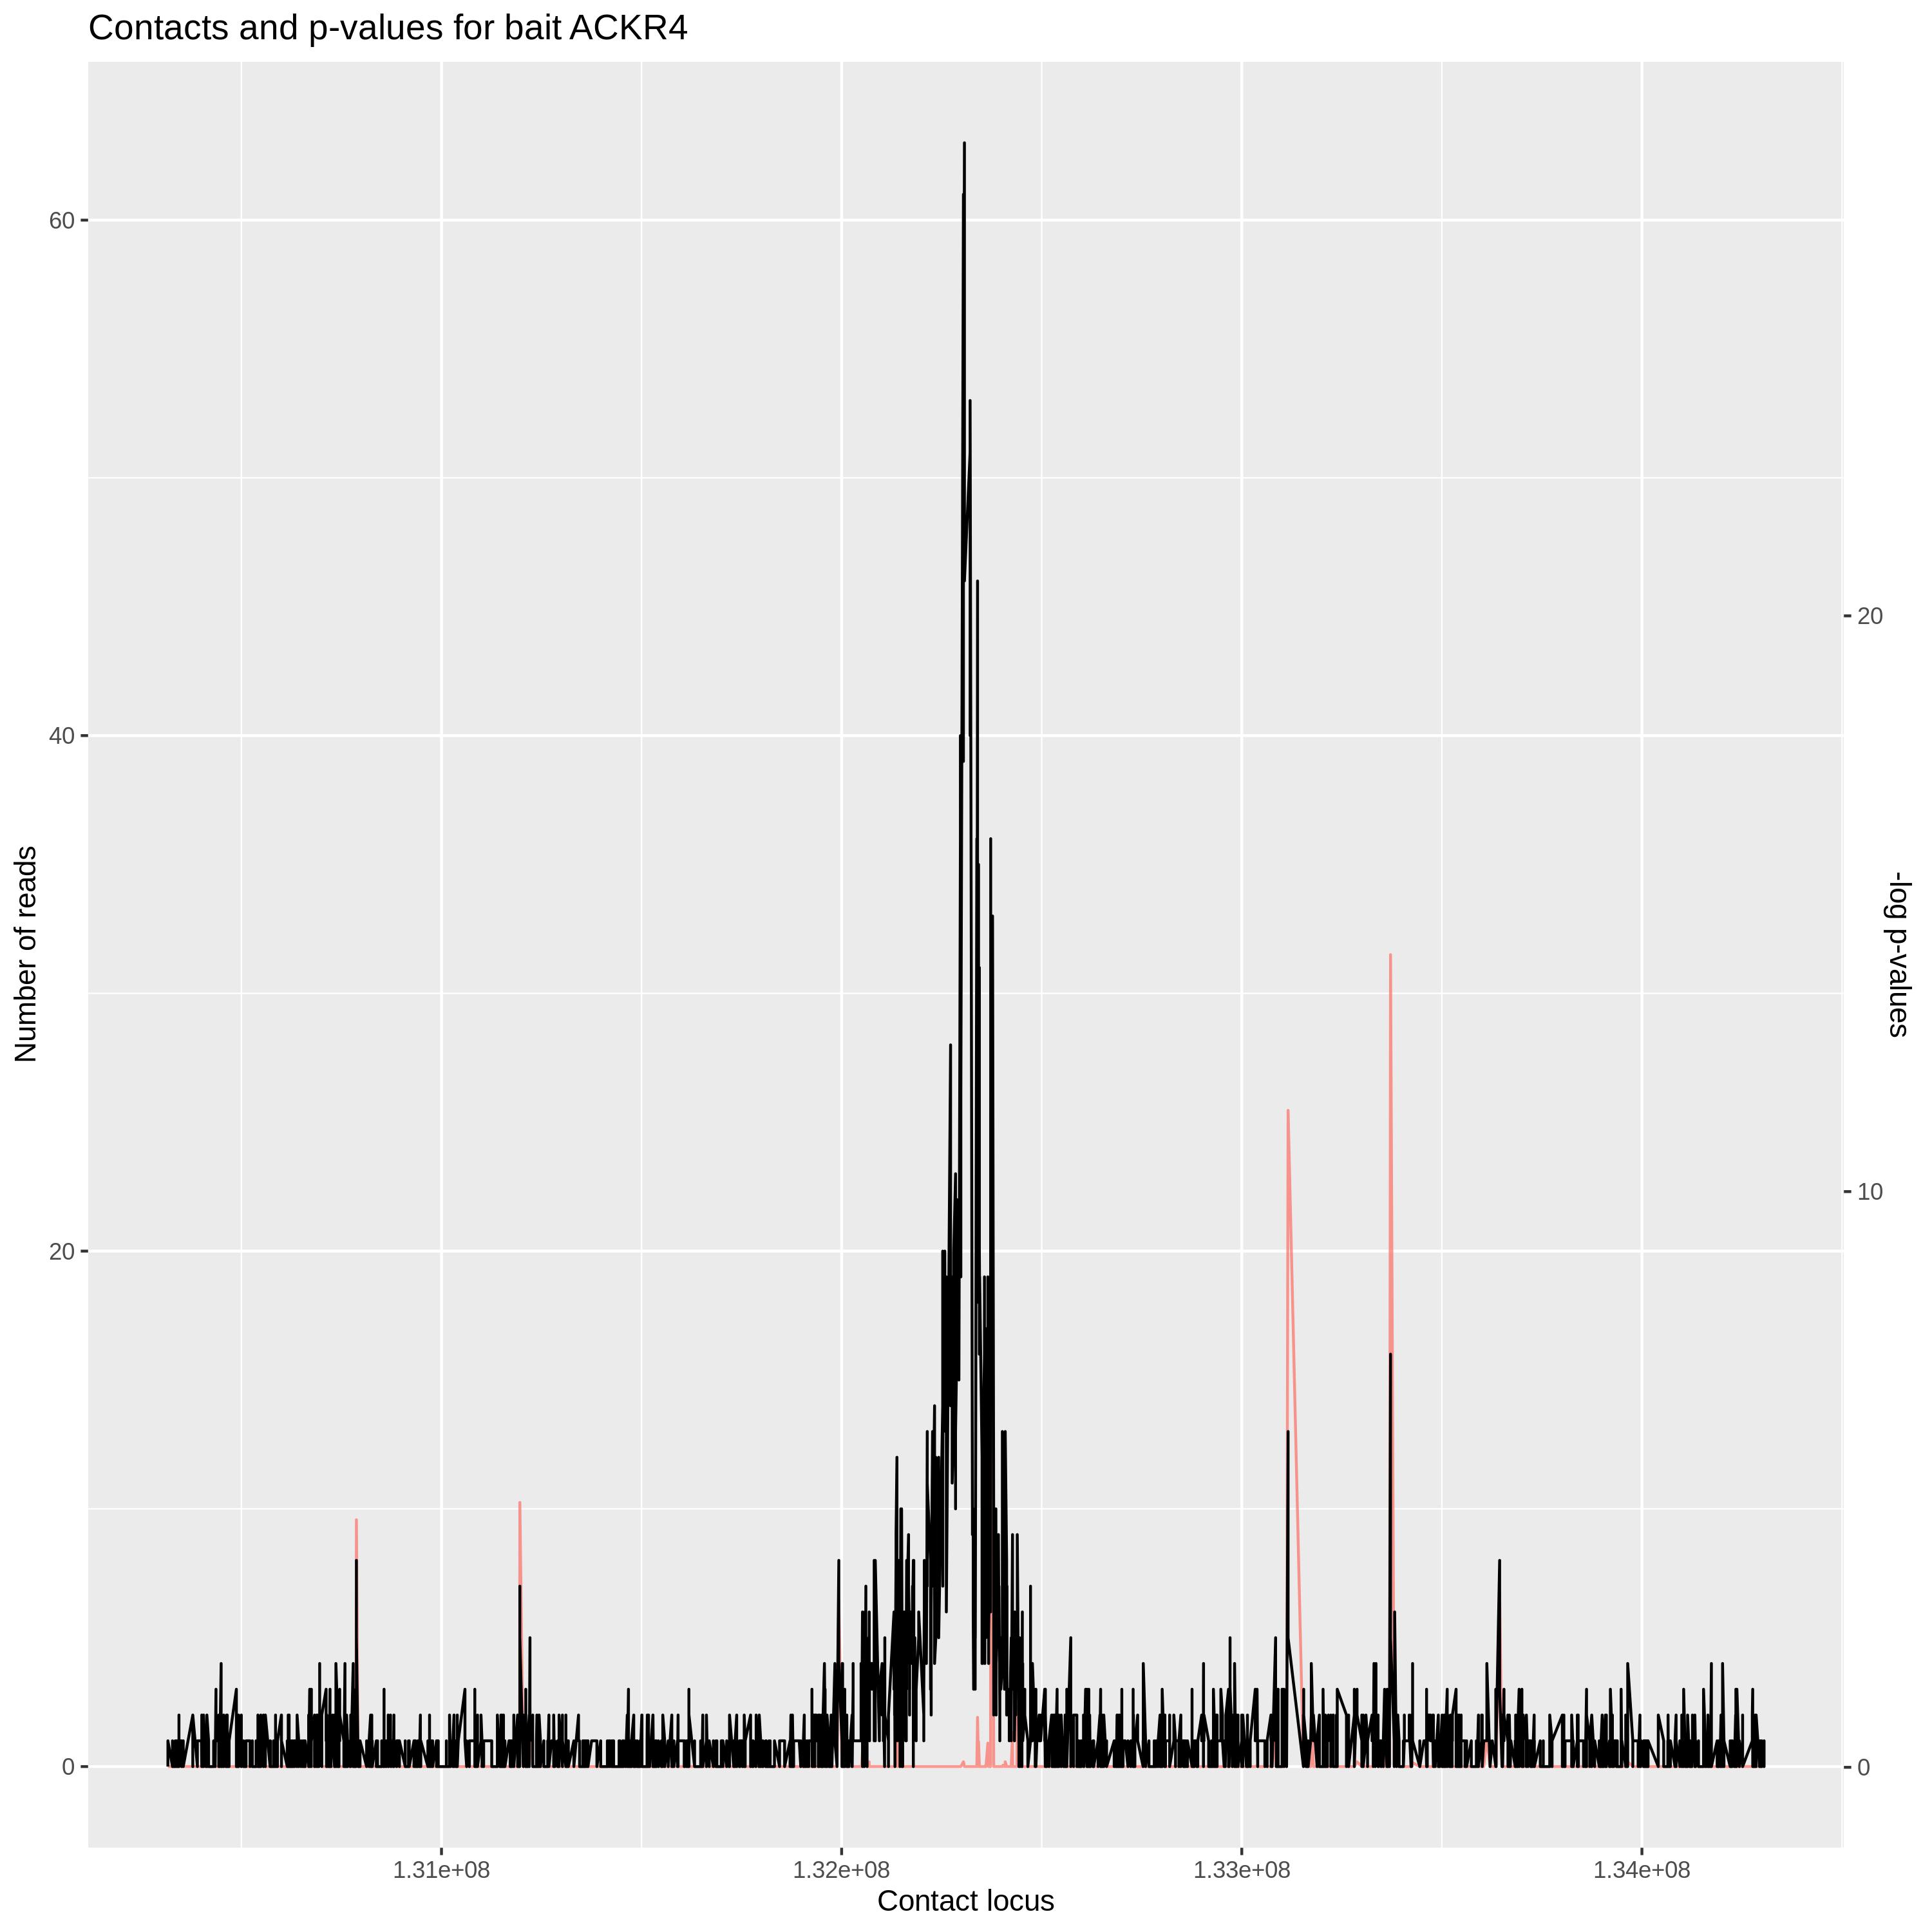 Contacts and p-values for bait ACKR4
60
40
20
0
Number of reads
20
10
0
-log p-values
1.31e+08
1.32e+08
1.33e+08
1.34e+08
Contact locus